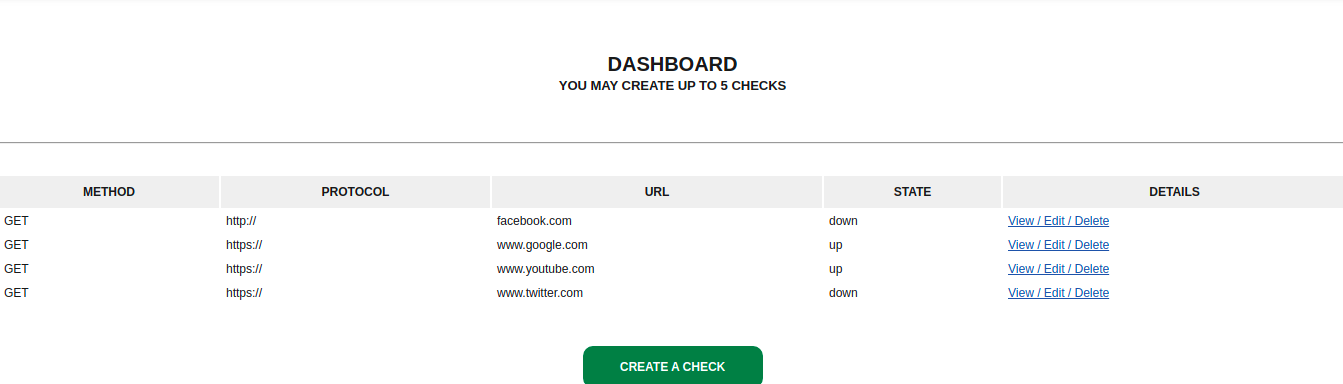 DASHBOARD
YOU MAY CREATE UP TO 5 CHECKS
METHOD PROTOCOL URL STATE DETAILS
GET http:// facebook.com down View / Edit / Delete
GET https:// www.google.com up View / Edit / Delete
GET https:// www.youtube.com up View / Edit / Delete
GET https:// www.twitter.com down View / Edit / Delete
CREATE A CHECK